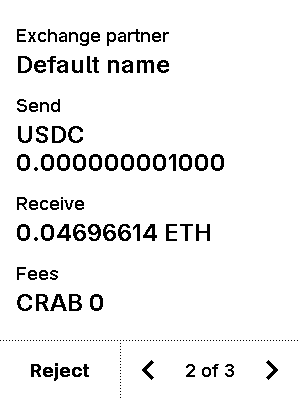 Exchange partner
Default name
Send
USDC
0.000000001000
Receive
0.04696614 ETH
Fees
CRAB 0
Reject
2 of 3